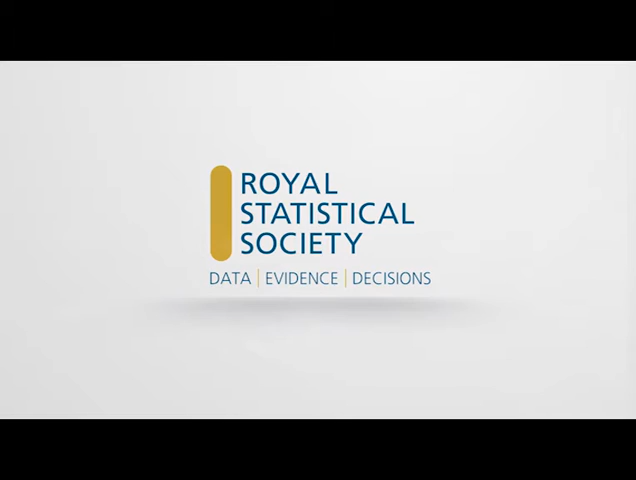 ROYAL
STATISTICAL
SOCIETY
DATA | EVIDENCE | DECISIONS